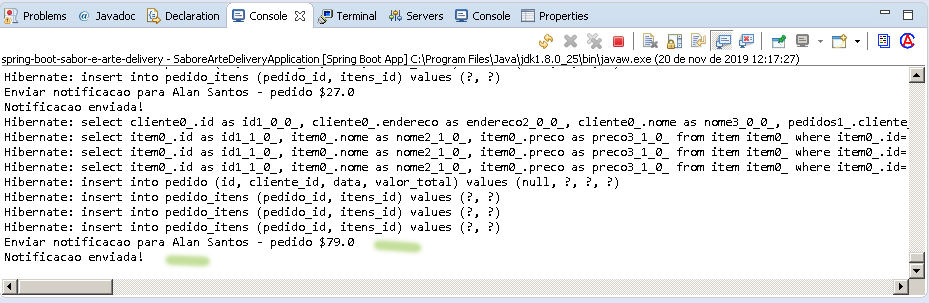 Problems @ Javadoc Declaration Console Terminal Servers Console Properties
spring-boot-sabor-e-arte-delivery - SaboreArteDeliveryApplication [Spring Boot App] C:\Program Files\Java\jdk1.8.0_25\bin\javaw.exe (20 de nov de 2019 12:17:27)
Hibernate: insert into pedido_itens (pedido_id, itens_id) values (?, ?)
Enviar notificacao para Alan Santos - pedido $27.0
Notificacao enviada!
Hibernate: select cliente0_.id as id1_0_0_, cliente0_.endereco as endereco2_0_0_, cliente0_.nome as nome3_0_0_, pedidos1_.cliente_
Hibernate: select item0_.id as id1_1_0_, item0_.nome as nome2_1_0_, item0_.preco as preco3_1_0_ from item item0_ where item0_.id=
Hibernate: select item0_.id as id1_1_0_, item0_.nome as nome2_1_0_, item0_.preco as preco3_1_0_ from item item0_ where item0_.id=
Hibernate: select item0_.id as id1_1_0_, item0_.nome as nome2_1_0_, item0_.preco as preco3_1_0_ from item item0_ where item0_.id=
Hibernate: insert into pedido (id, cliente_id, data, valor_total) values (null, ?, ?, ?)
Hibernate: insert into pedido_itens (pedido_id, itens_id) values (?, ?)
Hibernate: insert into pedido_itens (pedido_id, itens_id) values (?, ?)
Hibernate: insert into pedido_itens (pedido_id, itens_id) values (?, ?)
Enviar notificacao para Alan Santos - pedido $79.0
Notificacao enviada!